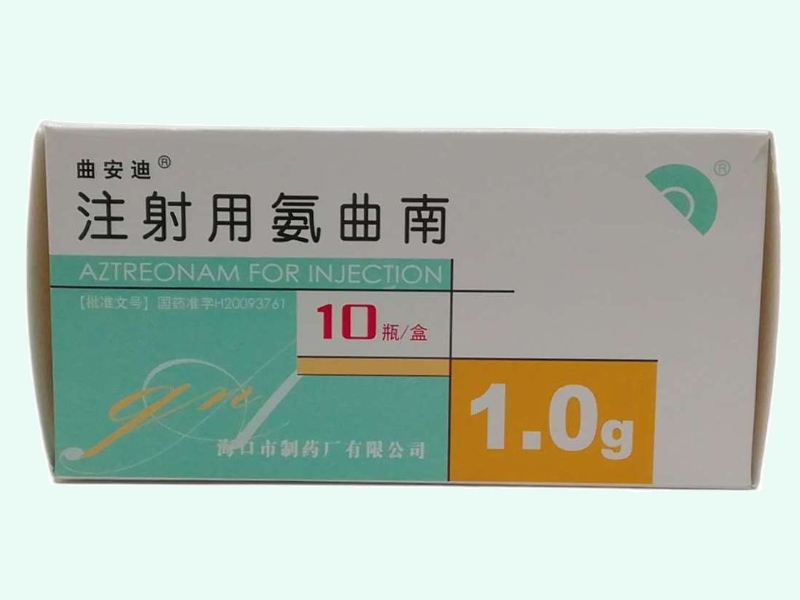 曲安迪®
®
注射用氨曲南
AZTREONAM FOR INJECTION
【批准文号】国药准字H20093761
10瓶/盒
1.0g
海口市制药厂有限公司